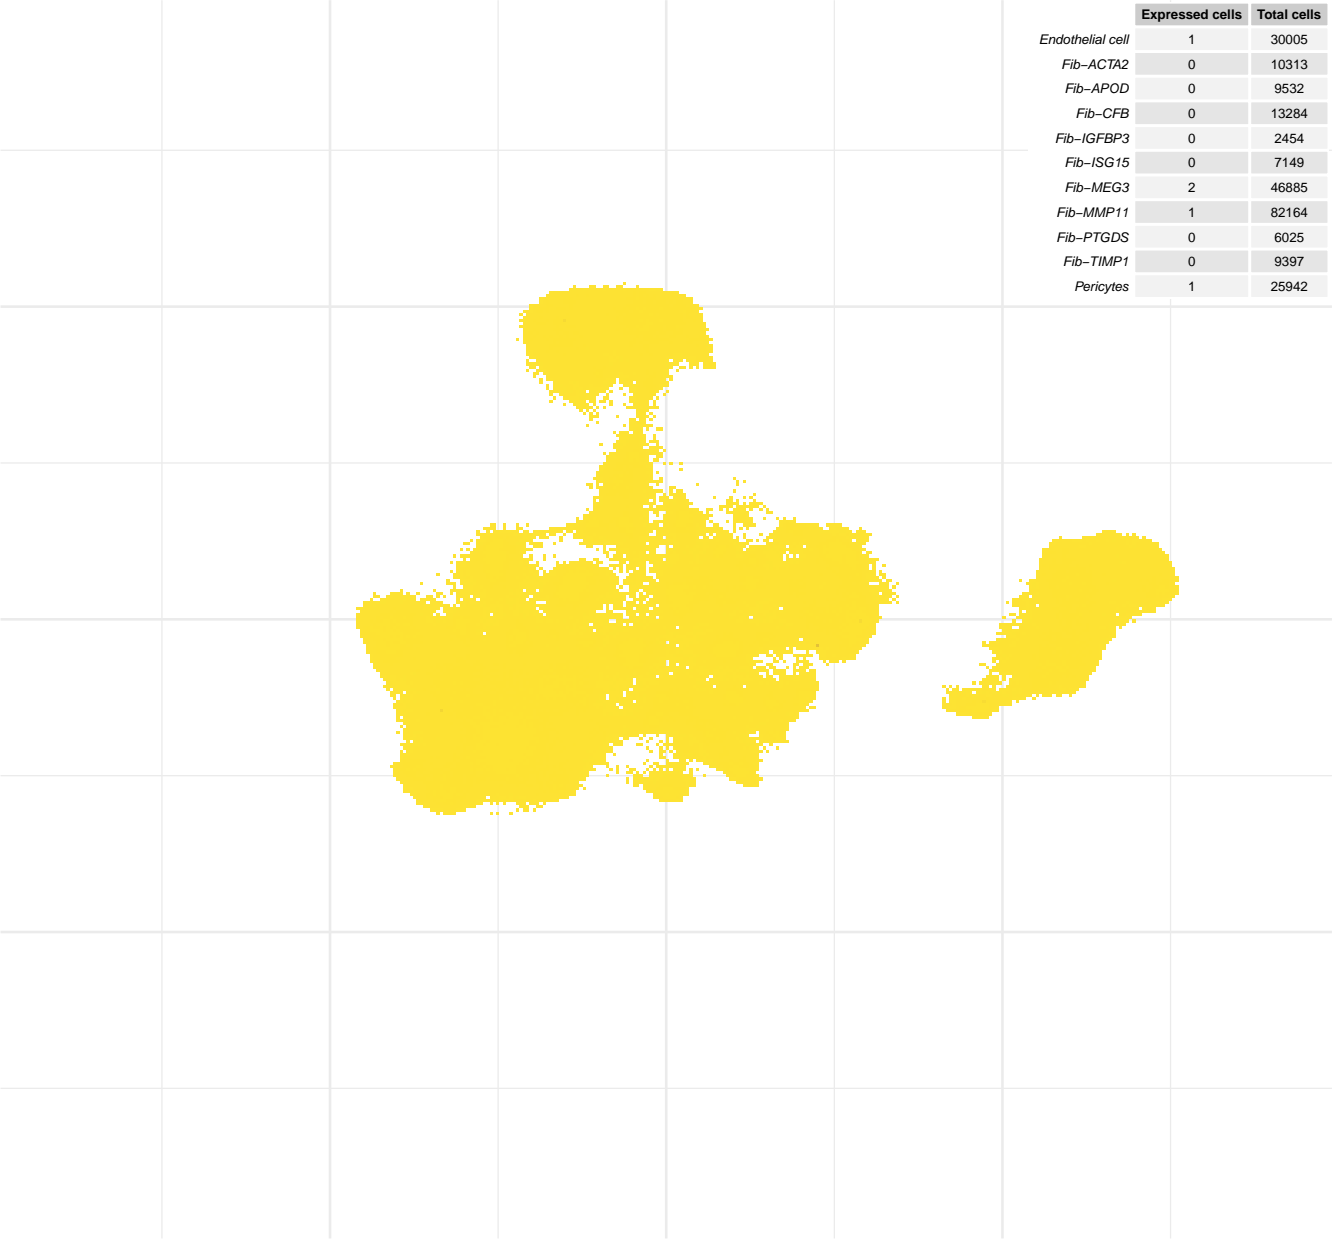 Expressed cells Total cells
Endothelial cell 1 30005
Fib−ACTA2 0 10313
Fib−APOD 0 9532
Fib−CFB 0 13284
Fib−IGFBP3 0 2454
Fib−ISG15 0 7149
Fib−MEG3 2 46885
Fib−MMP11 1 82164
Fib−PTGDS 0 6025
Fib−TIMP1 0 9397
Pericytes 1 25942